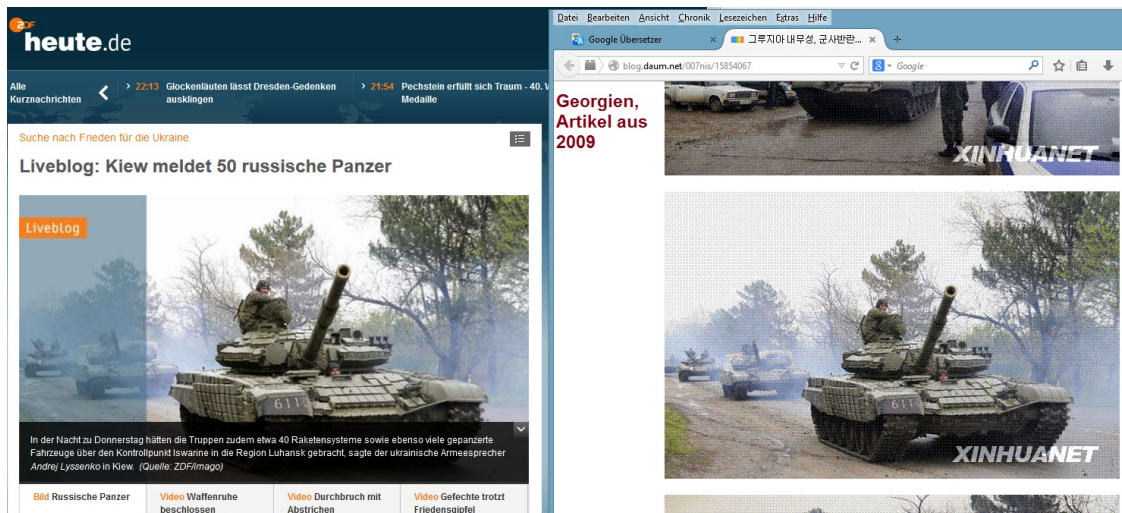 ZDF
heute.de
Alle
Kurznachrichten
> 22:13 Glockenläuten lässt Dresden-Gedenken
ausklingen
> 21:54 Pechstein erfüllt sich Traum - 40. W
Medaille
Suche nach Frieden für die Ukraine
Liveblog: Kiew meldet 50 russische Panzer
Liveblog
611
In der Nacht zu Donnerstag hätten die Truppen zudem etwa 40 Raketensysteme sowie ebenso viele gepanzerte
Fahrzeuge über den Kontrollpunkt Iswarine in die Region Luhansk gebracht, sagte der ukrainische Armeesprecher
Andrej Lyssenko in Kiew. (Quelle: ZDF/imago)
Bild Russische Panzer
Video Waffenruhe
beschlossen
Video Durchbruch mit
Abstrichen
Video Gefechte trotzt
Friedensgipfel
Datei Bearbeiten Ansicht Chronik Lesezeichen Extras Hilfe
Google Übersetzer
그루지아 내무성, 군사반란...
blog.daum.net/007nis/15854067
Google
Georgien,
Artikel aus
2009
XINHUANET
611
XINHUANET